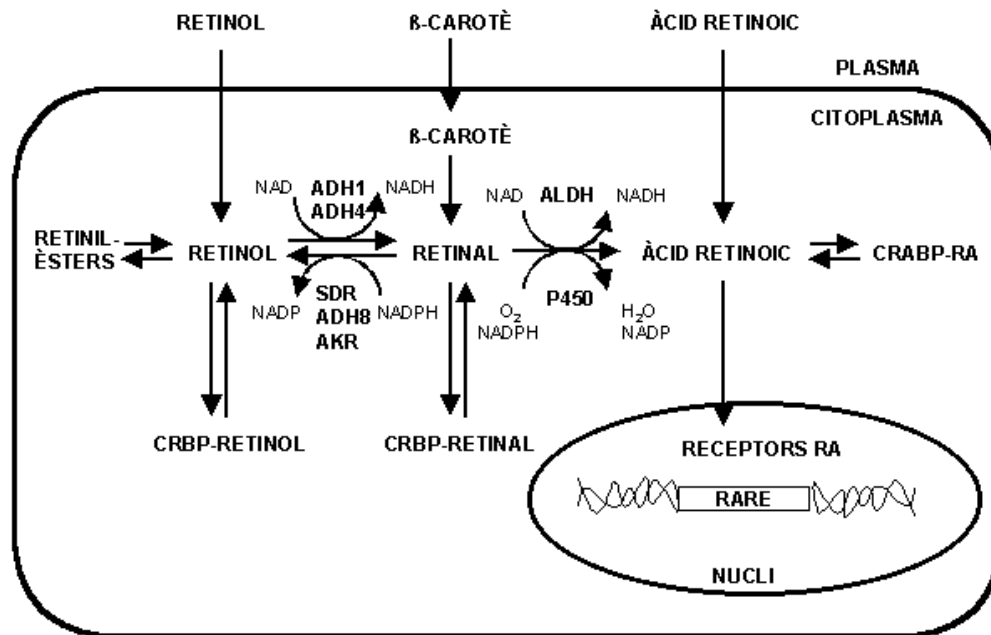 RETINOL
ß-CAROTÈ
ÀCID RETINOIC
PLASMA
CITOPLASMA
ß-CAROTÈ
NAD
ADH1
ADH4
NADH
NAD
ALDH
NADH
RETINIL-
ÈSTERS
RETINOL
RETINAL
ÀCID RETINOIC
CRABP-RA
NADP
SDR
ADH8
AKR
NADPH
O2
NADPH
P450
H2O
NADP
CRBP-RETINOL
CRBP-RETINAL
RECEPTORS RA
RARE
NUCLI